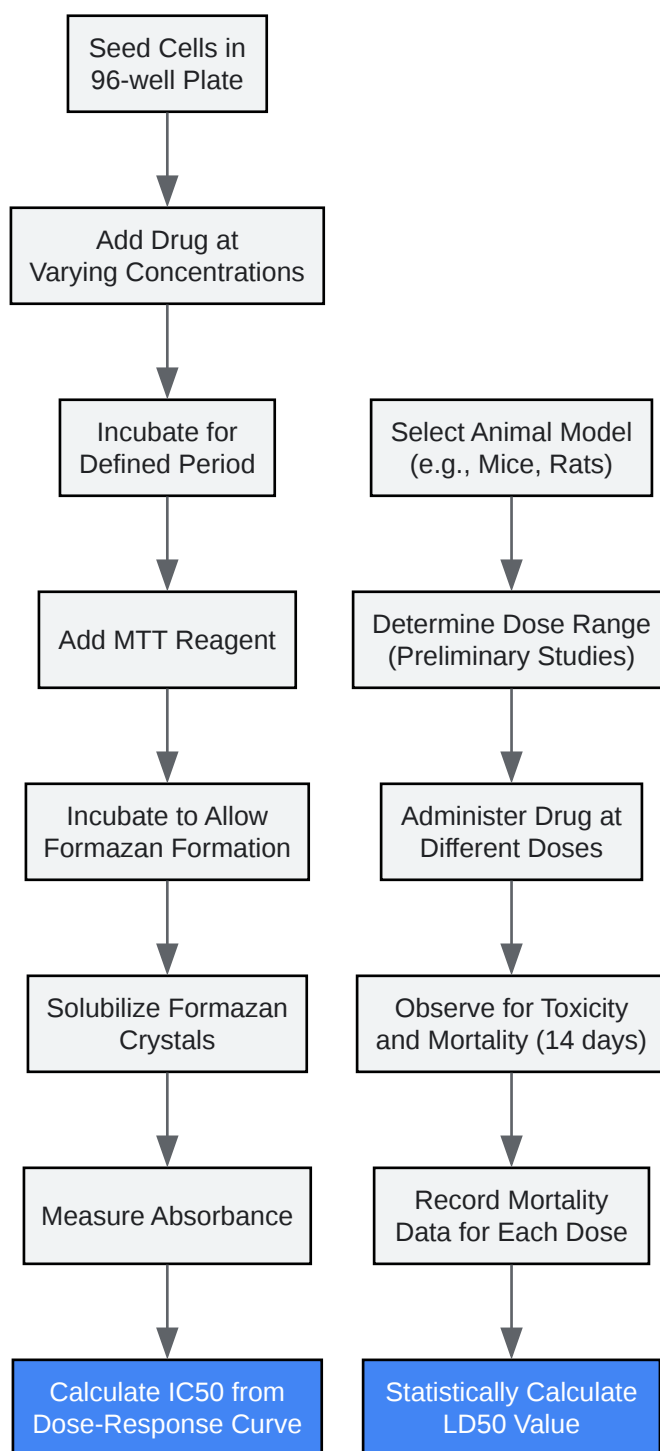 Seed Cells in
96-well Plate
Add Drug at
Varying Concentrations
Incubate for
Defined Period
Add MTT Reagent
Incubate to Allow
Formazan Formation
Solubilize Formazan
Crystals
Measure Absorbance
Calculate IC50 from
Dose-Response Curve
Select Animal Model
(e.g., Mice, Rats)
Determine Dose Range
(Preliminary Studies)
Administer Drug at
Different Doses
Observe for Toxicity
and Mortality (14 days)
Record Mortality
Data for Each Dose
Statistically Calculate
LD50 Value